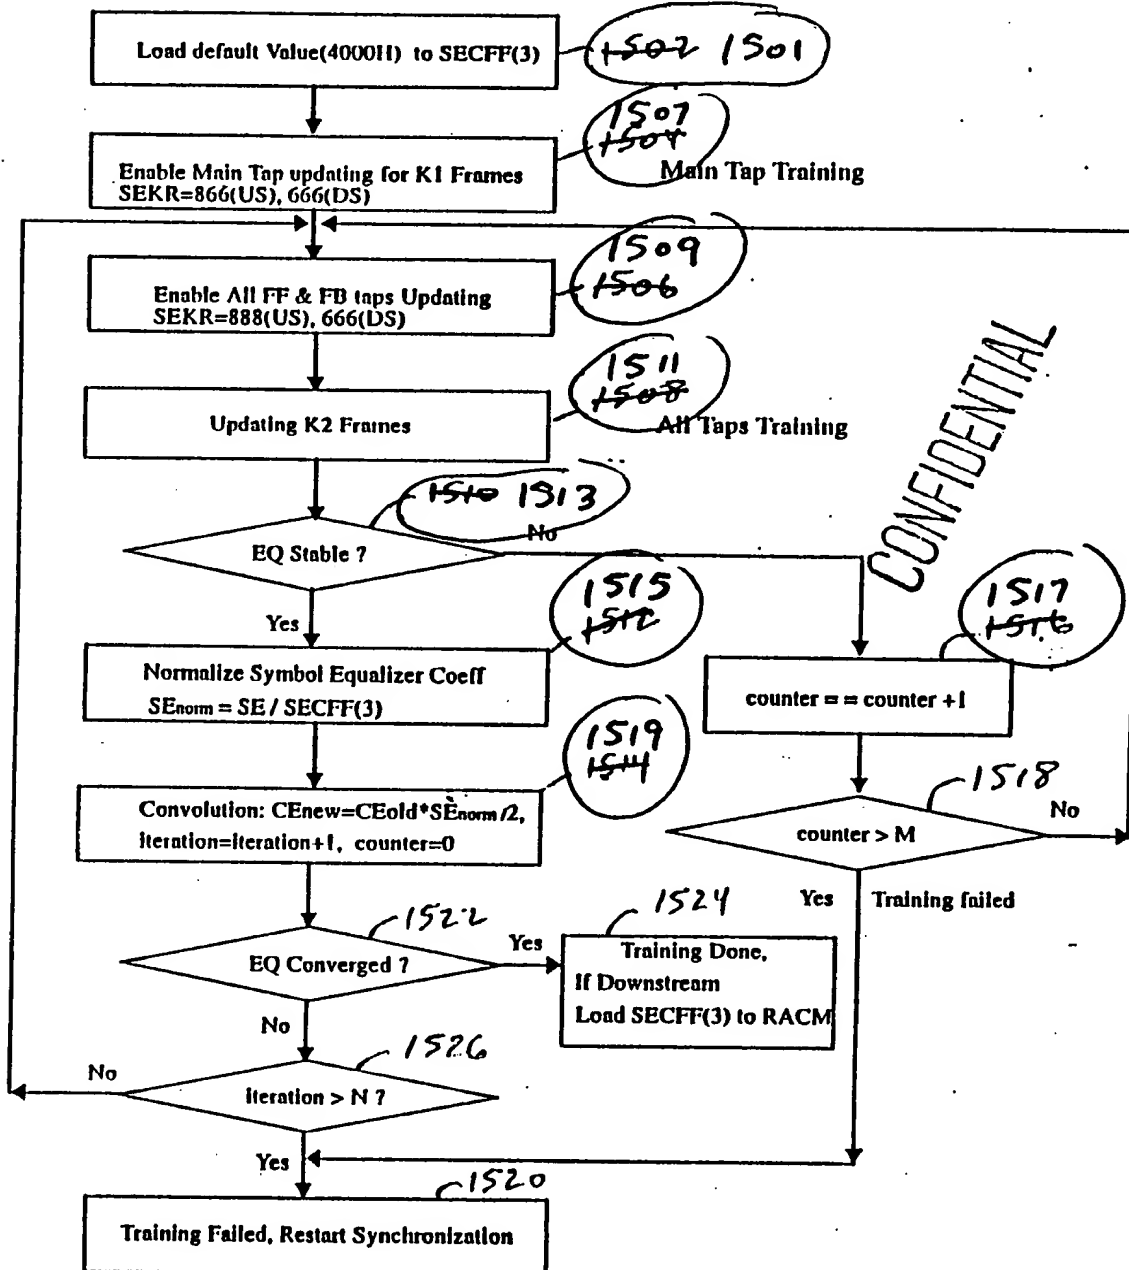 Load default Value(4000H) to SECFF(3)
1502 1501
1507
1504
Enable Main Tap updating for K1 Frames
SEKR=866(US), 666(DS)
Main Tap Training
1509
1506
Enable All FF & FB taps Updating
SEKR=888(US), 666(DS)
1511
1508
Updating K2 Frames
All Taps Training
CONFIDENTIAL
1510 1513
No
EQ Stable ?
1515
1512
1517
1516
Yes
Normalize Symbol Equalizer Coeff
SEnorm = SE / SECFF(3)
counter = = counter +1
1519
1514
1518
Convolution: CEnew=CEold*SEnorm/2,
iteration=iteration+1, counter=0
counter > M
No
Yes
Training failed
1522
1524
EQ Converged ?
Yes
Training Done,
If Downstream
Load SECFF(3) to RACM
No
1526
No
iteration > N ?
Yes
1520
Training Failed, Restart Synchronization